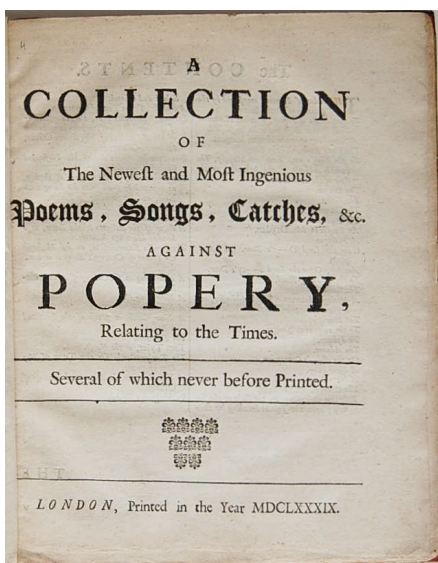 A
COLLECTION
OF
The Neweſt and Moſt Ingenious
Poems, Songs, Catches, &c.
AGAINST
POPERY,
Relating to the Times.
Several of which never before Printed.
LONDON, Printed in the Year MDCLXXXIX.